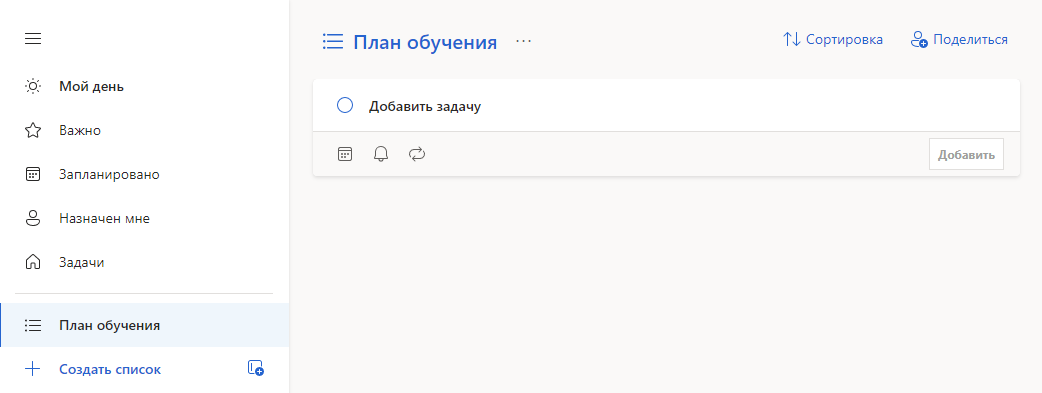 Мой день
Важно
Запланировано
Назначен мне
Задачи
План обучения
Создать список
План обучения
Сортировка
Поделиться
Добавить задачу
Добавить